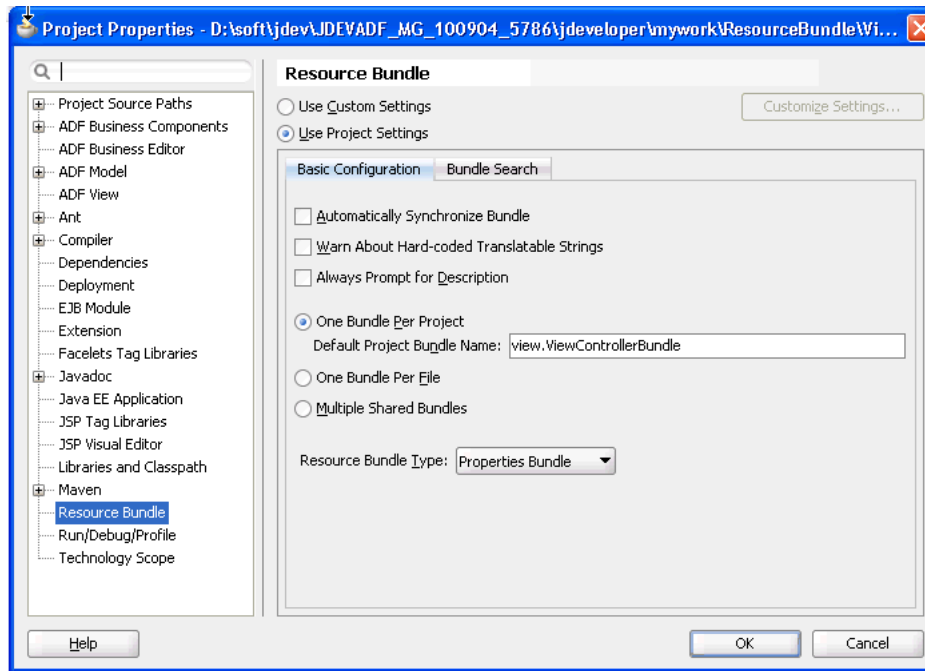 Project Properties - D:\soft\jdev\JDEVADF_MG_100904_5786\jdeveloper\mywork\ResourceBundle\Vi...
Project Source Paths
ADF Business Components
ADF Business Editor
ADF Model
ADF View
Ant
Compiler
Dependencies
Deployment
EJB Module
Extension
Facelets Tag Libraries
Javadoc
Java EE Application
JSP Tag Libraries
JSP Visual Editor
Libraries and Classpath
Maven
Resource Bundle
Run/Debug/Profile
Technology Scope
Resource Bundle
Use Custom Settings
Customize Settings...
Use Project Settings
Basic Configuration
Bundle Search
Automatically Synchronize Bundle
Warn About Hard-coded Translatable Strings
Always Prompt for Description
One Bundle Per Project
Default Project Bundle Name: view.ViewControllerBundle
One Bundle Per File
Multiple Shared Bundles
Resource Bundle Type: Properties Bundle
Help
OK
Cancel